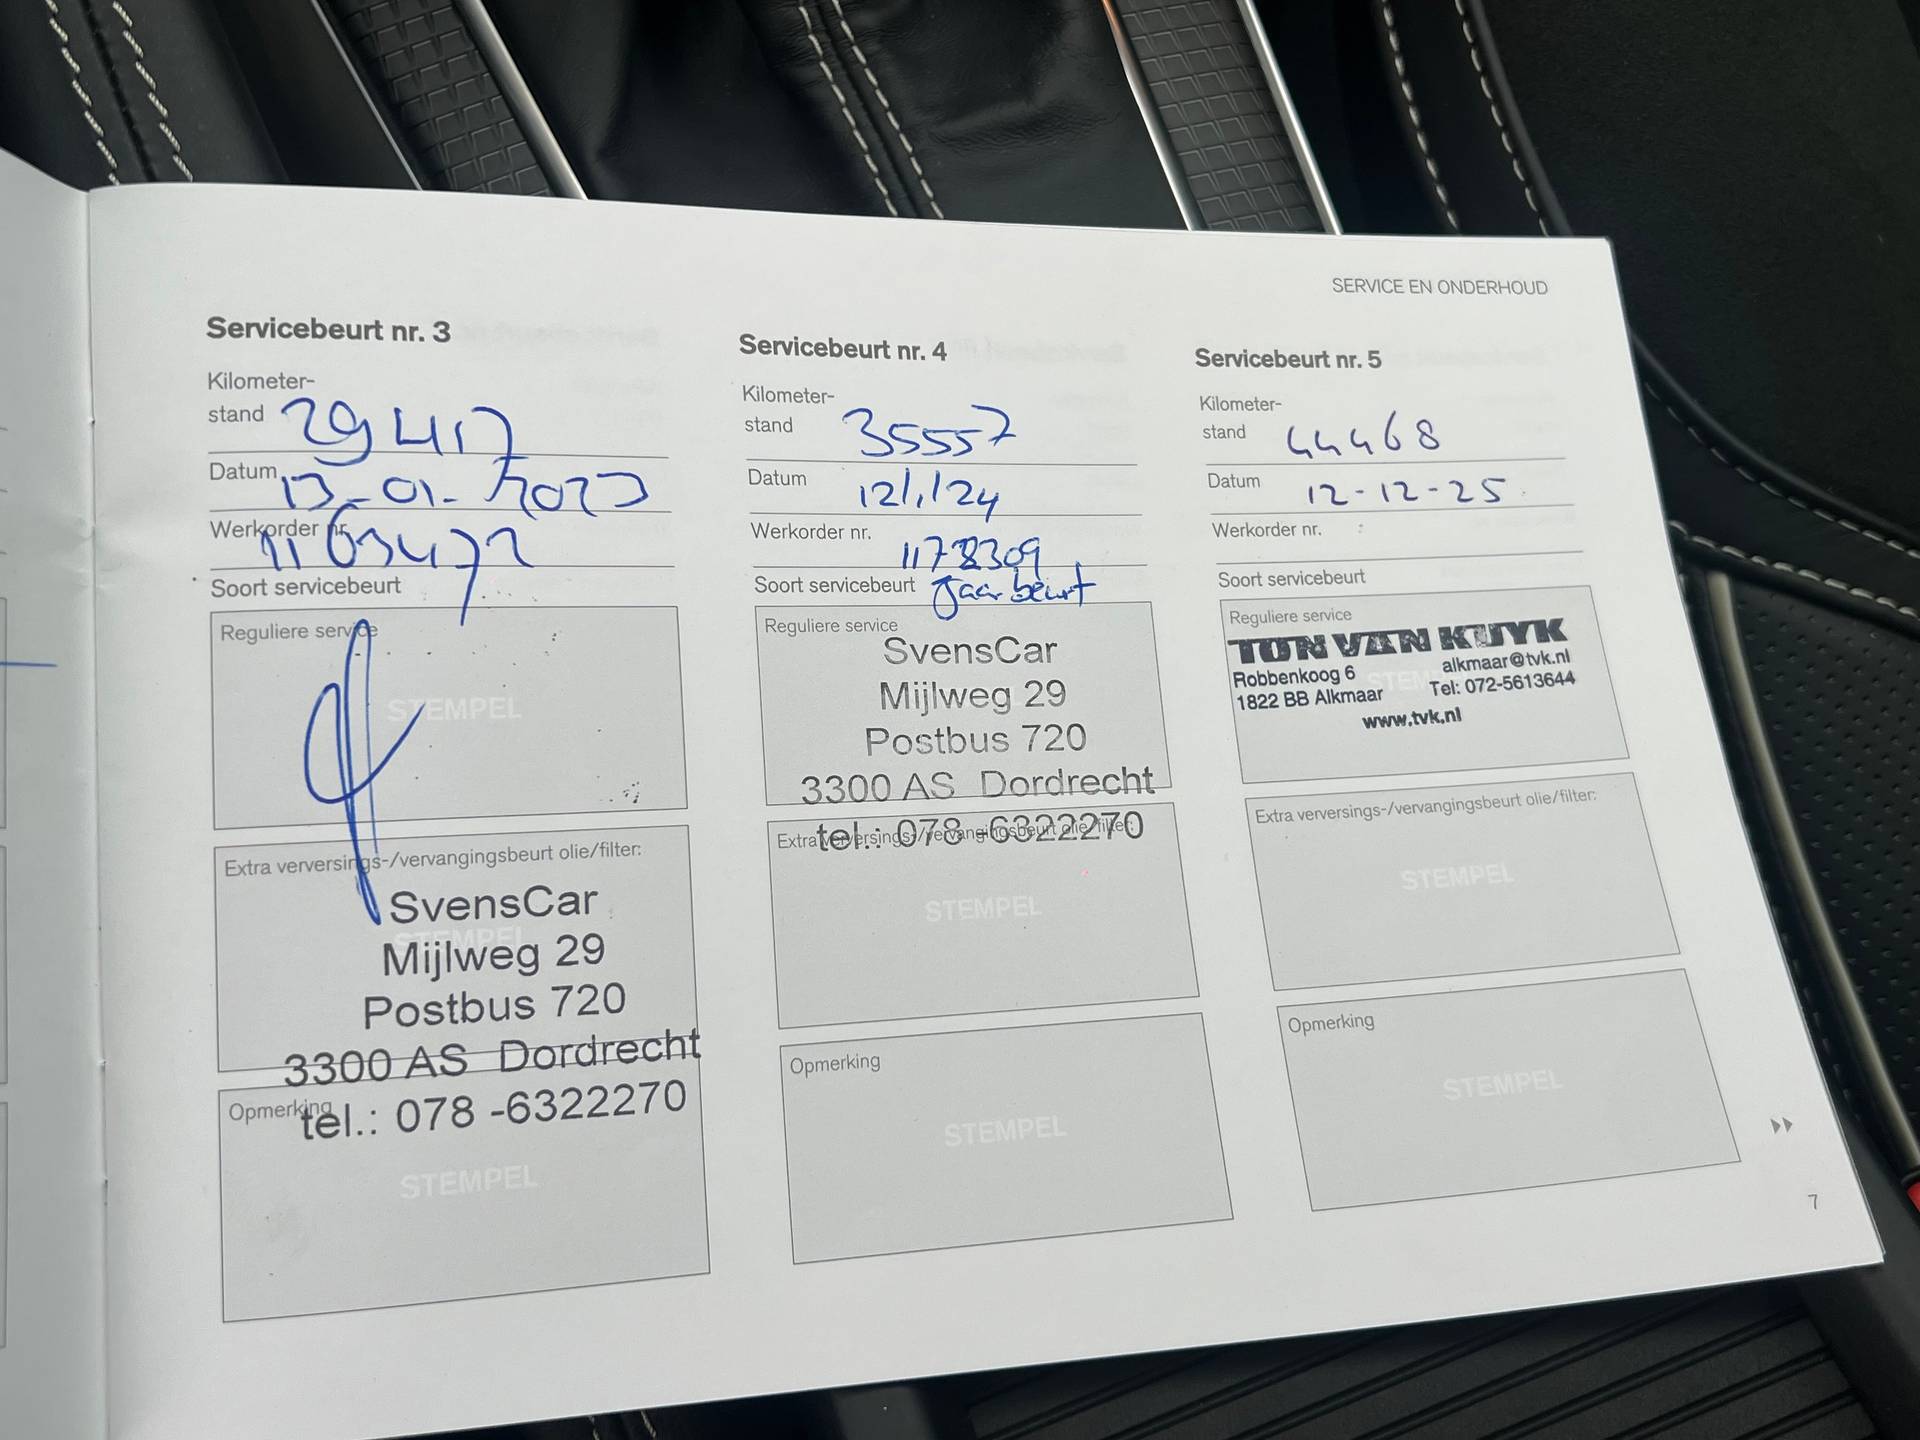 SERVICE EN ONDERHOUD
Servicebeurt nr. 3
Kilometer-
stand 29417
Datum 13-01-2023
Werkorder nr. 1163472
Soort servicebeurt
Reguliere service
STEMPEL
Extra verversings-/vervangingsbeurt olie/filter:
STEMPEL
SvensCar
Mijlweg 29
Postbus 720
3300 AS Dordrecht
tel.: 078 -6322270
Opmerking
STEMPEL
Servicebeurt nr. 4
Kilometer-
stand 35557
Datum 12/1/24
Werkorder nr. 1178309
Soort servicebeurt Jaarbeurt
Reguliere service
SvensCar
Mijlweg 29
Postbus 720
3300 AS Dordrecht
tel.: 078 -6322270
Extra verversings-/vervangingsbeurt olie/filter:
STEMPEL
Opmerking
STEMPEL
Servicebeurt nr. 5
Kilometer-
stand 44468
Datum 12-12-25
Werkorder nr.
Soort servicebeurt
Reguliere service
STEMPEL
TON VAN KUYK
Robbenkoog 6 alkmaar@tvk.nl
1822 BB Alkmaar Tel: 072-5613644
www.tvk.nl
Extra verversings-/vervangingsbeurt olie/filter:
STEMPEL
Opmerking
STEMPEL
7